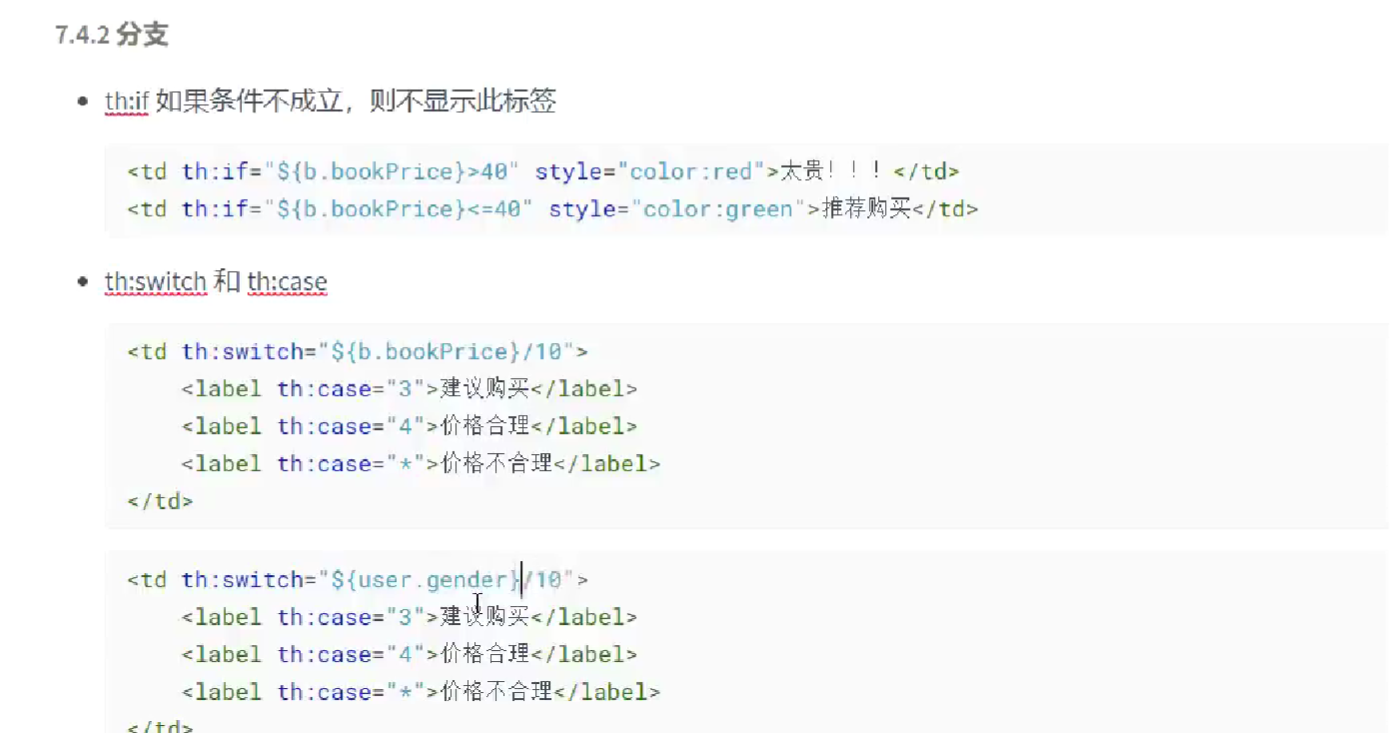 7.4.2 分支
• th:if 如果条件不成立，则不显示此标签
<td th:if="${b.bookPrice}>40" style="color:red">太贵！！！</td>
<td th:if="${b.bookPrice}<=40" style="color:green">推荐购买</td>
• th:switch 和 th:case
<td th:switch="${b.bookPrice}/10">
    <label th:case="3">建议购买</label>
    <label th:case="4">价格合理</label>
    <label th:case="*">价格不合理</label>
</td>
<td th:switch="${user.gender}/10">
    <label th:case="3">建议购买</label>
    <label th:case="4">价格合理</label>
    <label th:case="*">价格不合理</label>
</td>